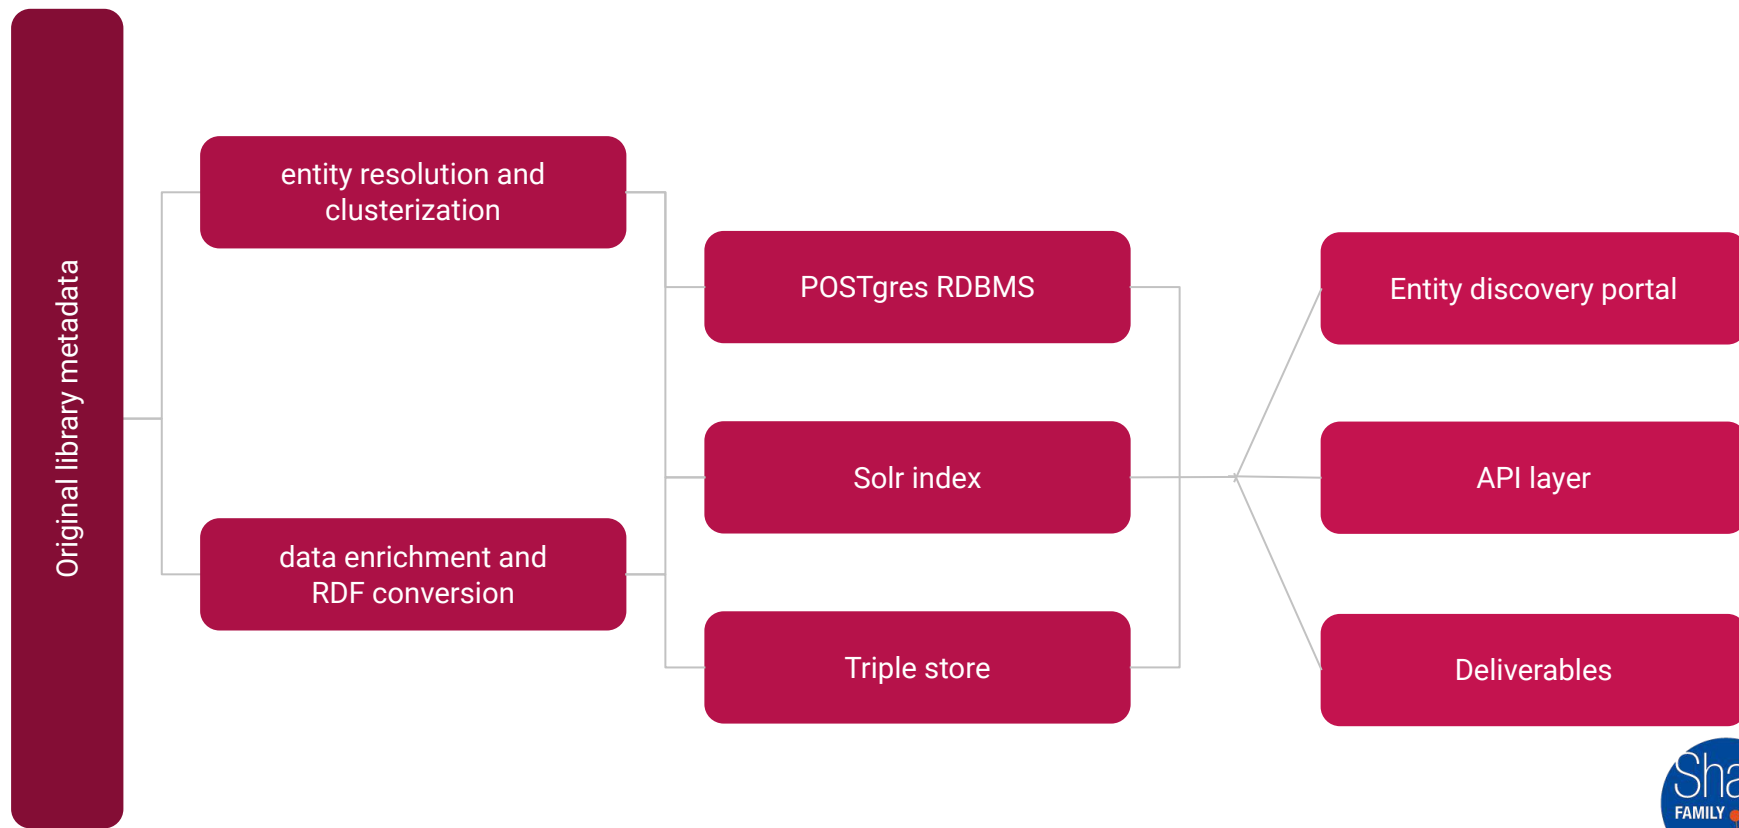 Original library metadata
entity resolution and
clusterization
data enrichment and
RDF conversion
POSTgres RDBMS
Solr index
Triple store
Entity discovery portal
API layer
Deliverables
FAMILY